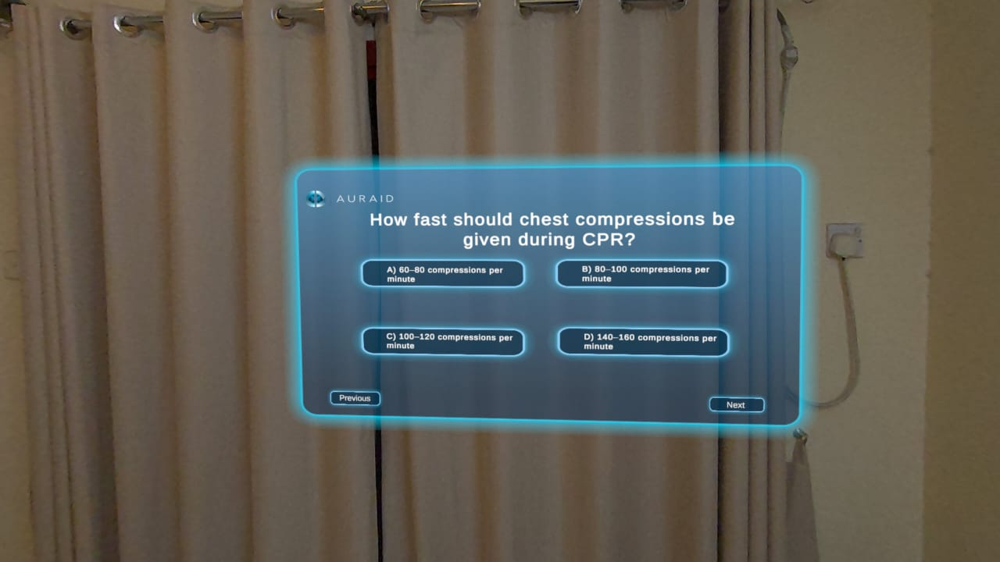 AURAID
How fast should chest compressions be
given during CPR?
A) 60–80 compressions per
minute
B) 80–100 compressions per
minute
C) 100–120 compressions per
minute
D) 140–160 compressions per
minute
Previous
Next